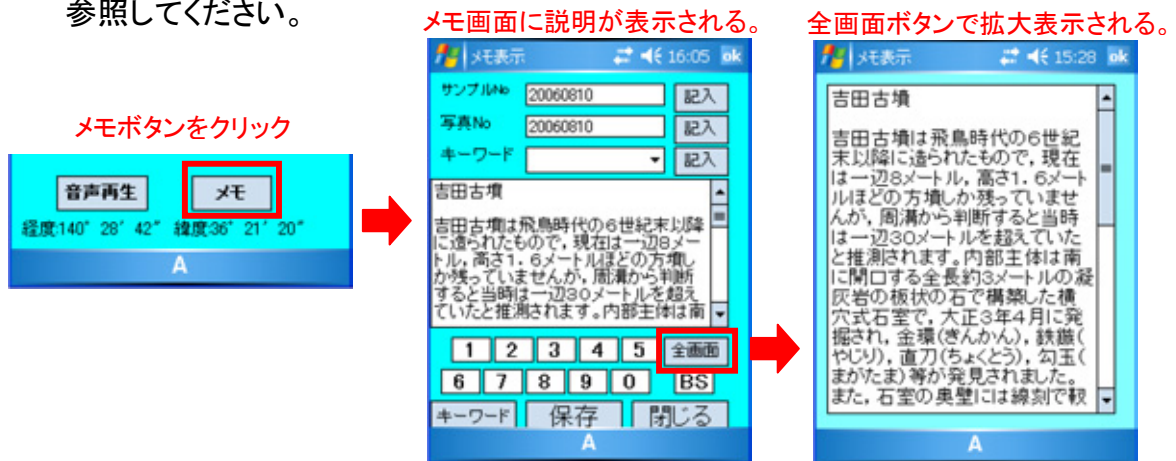 参照してください。
メモボタンをクリック
音声再生 メモ
経度:140° 28′ 42″ 緯度:36° 21′ 20″
A
メモ画面に説明が表示される。
メモ表示 16:05 ok
サンプルNo 20060810 記入
写真No 20060810 記入
キーワード 記入
吉田古墳
吉田古墳は飛鳥時代の6世紀末以降
に造られたもので,現在は一辺8メー
トル,高さ1.6メートルほどの方墳し
か残っていませんが,周溝から判断
すると当時は一辺30メートルを超え
ていたと推測されます。内部主体は南
1 2 3 4 5 全画面
6 7 8 9 0 BS
キーワード 保存 閉じる
A
全画面ボタンで拡大表示される。
メモ表示 15:28 ok
吉田古墳
吉田古墳は飛鳥時代の6世紀
末以降に造られたもので,現在
は一辺8メートル,高さ1.6メート
ルほどの方墳しか残っていませ
んが,周溝から判断すると当時
は一辺30メートルを超えていた
と推測されます。内部主体は南
に開口する全長約3メートルの凝
灰岩の板状の石で構築した横
穴式石室で,大正3年4月に発
掘され,金環(きんかん),鉄鏃(
やじり),直刀(ちょくとう),勾玉(
まがたま)等が発見されました。
また,石室の奥壁には線刻で靫
A